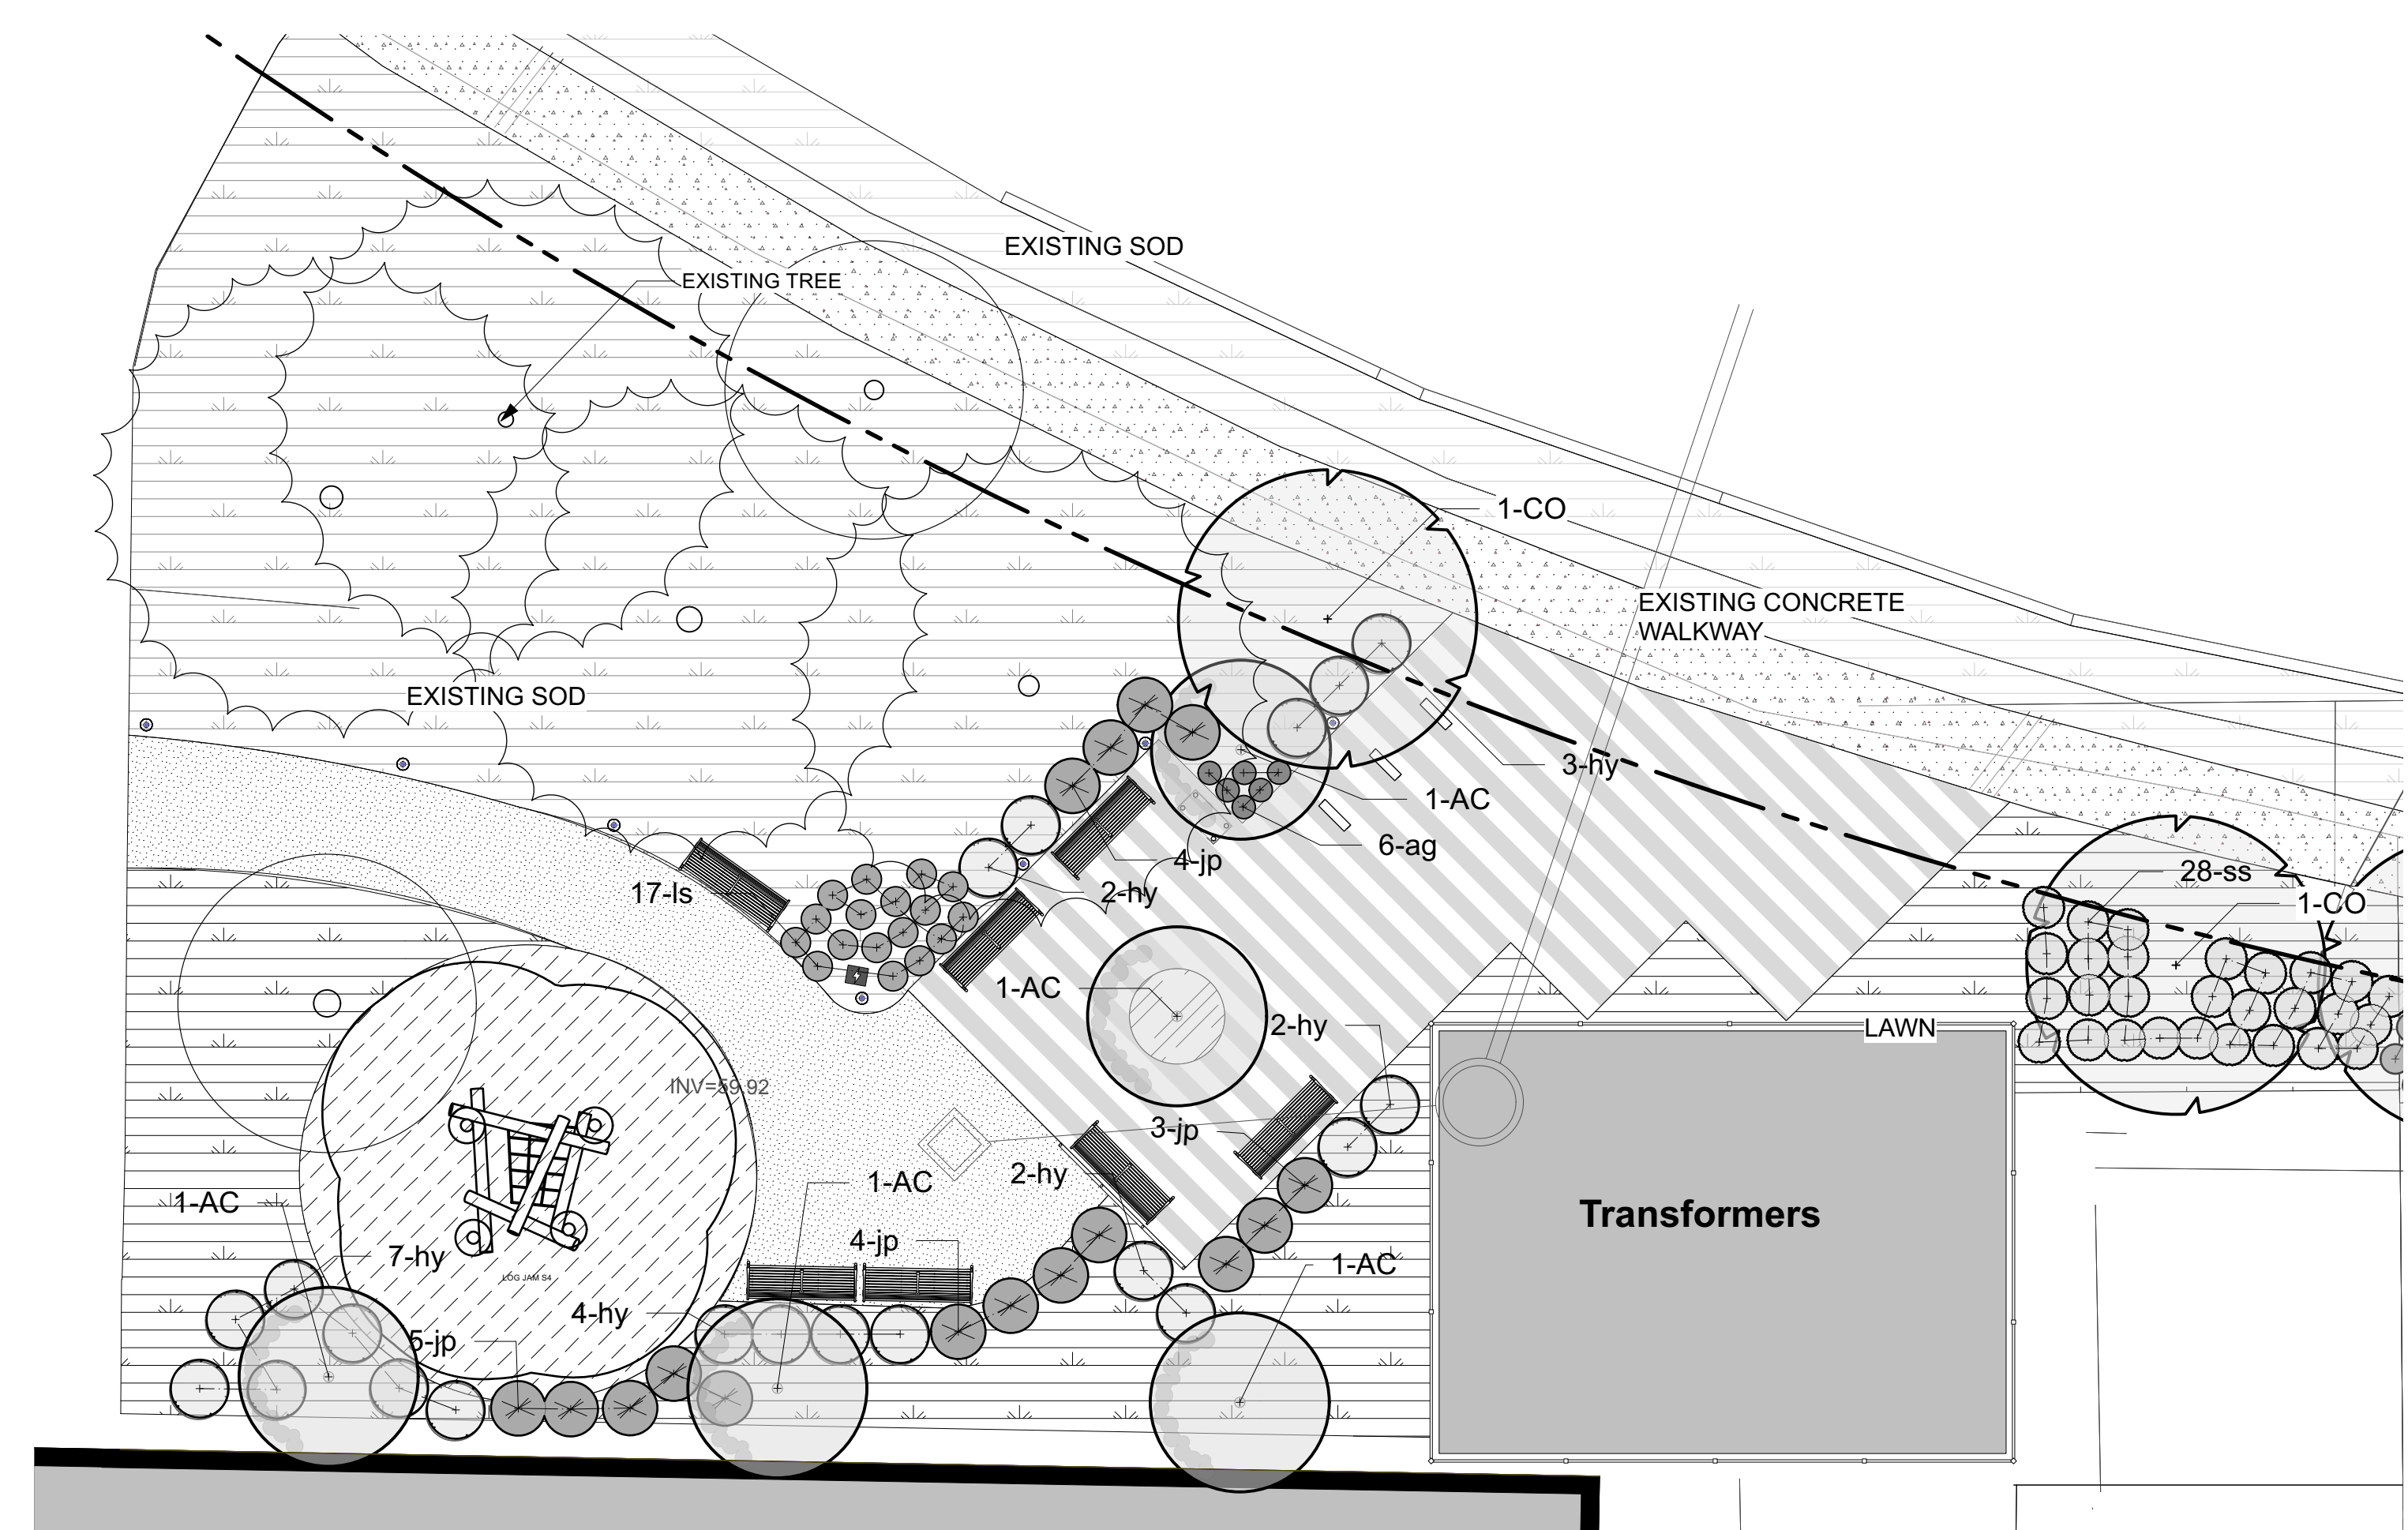 EXISTING SOD
EXISTING TREE
1-CO
EXISTING CONCRETE
WALKWAY
EXISTING SOD
3-hy
1-AC
6-ag
4-jp
28-ss
17-ls
2-hy
1-CO
1-AC
2-hy
LAWN
INV=59.92
3-jp
2-hy
1-AC
1-AC
Transformers
4-jp
7-hy
1-AC
LOG JAM S4
4-hy
5-jp